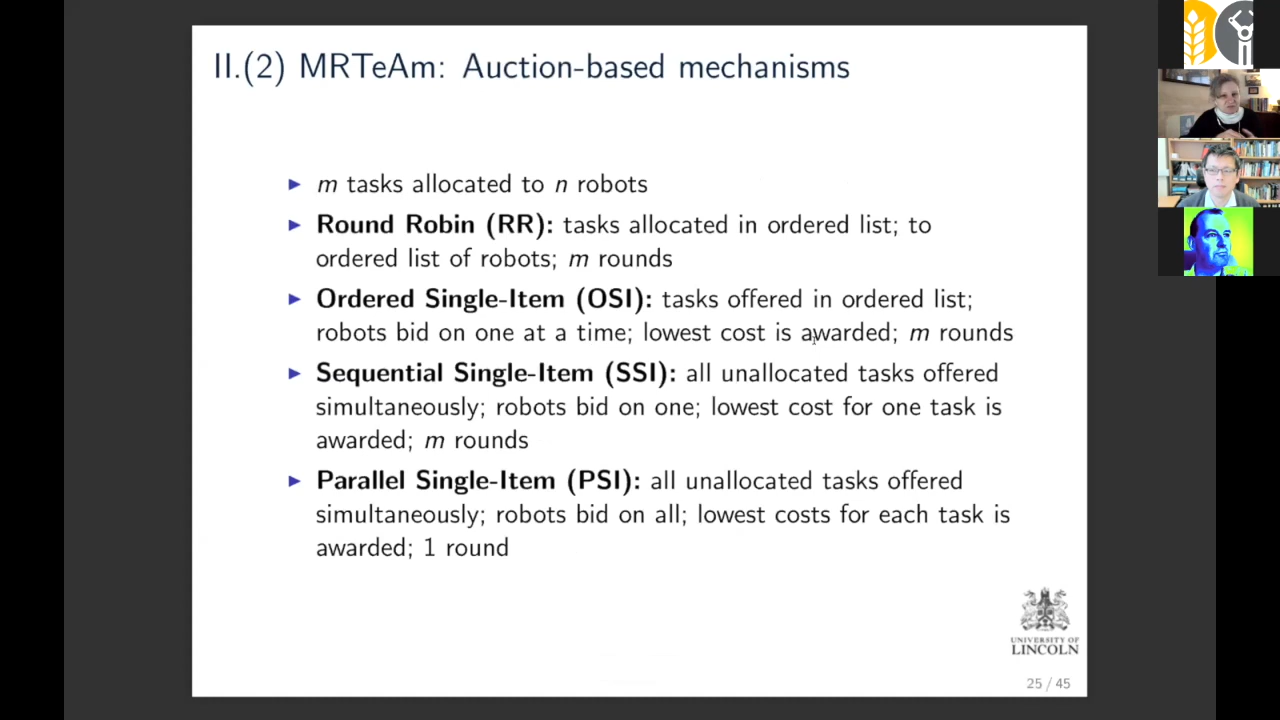 II.(2) MRTeAm: Auction-based mechanisms
m tasks allocated to n robots
Round Robin (RR): tasks allocated in ordered list; to
ordered list of robots; m rounds
Ordered Single-Item (OSI): tasks offered in ordered list;
robots bid on one at a time; lowest cost is awarded; m rounds
Sequential Single-Item (SSI): all unallocated tasks offered
simultaneously; robots bid on one; lowest cost for one task is
awarded; m rounds
Parallel Single-Item (PSI): all unallocated tasks offered
simultaneously; robots bid on all; lowest costs for each task is
awarded; 1 round
UNIVERSITY OF
LINCOLN
25 / 45